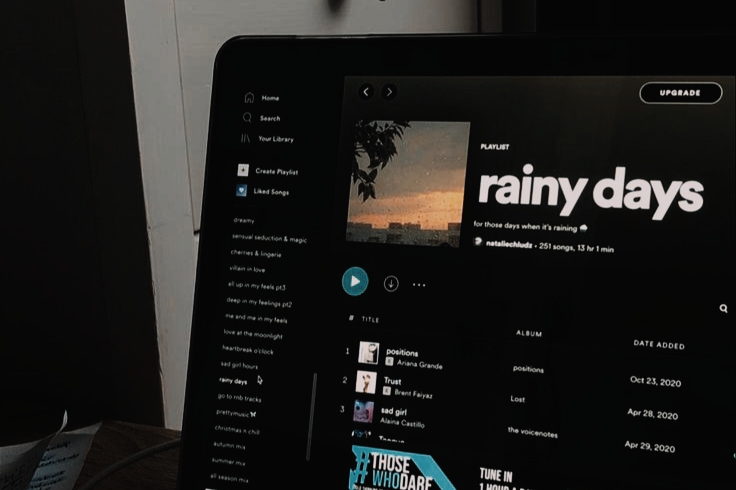 Home
Search
Your Library
Create Playlist
Liked Songs
dreamy
sensual seduction & magic
cherries & lingerie
villain in love
all up in my feels pt3
deep in my feelings pt2
me and me in my feels
love at the moonlight
heartbreak o'clock
sad girl hours
rainy days
go to rnb tracks
prettymusic
christmas n chill
autumn mix
summer mix
all season mix
UPGRADE
PLAYLIST
rainy days
for those days when it's raining
nataliechludz • 251 songs, 13 hr 1 min
# TITLE ALBUM DATE ADDED
1 positions positions Oct 23, 2020
E Ariana Grande
2 Trust Lost Apr 28, 2020
E Brent Faiyaz
3 sad girl the voicenotes Apr 29, 2020
Alaina Castillo
#THOSE
WHODARE
TUNE IN